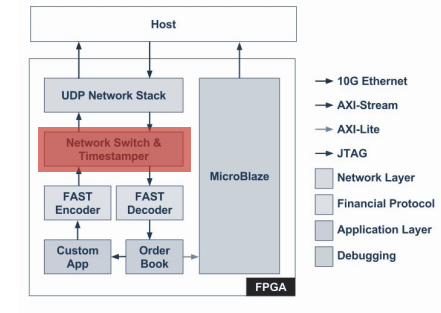 Host
UDP Network Stack
Network Switch &
Timestamper
FAST
Encoder
FAST
Decoder
Custom
App
Order
Book
MicroBlaze
FPGA
10G Ethernet
AXI-Stream
AXI-Lite
JTAG
Network Layer
Financial Protocol
Application Layer
Debugging